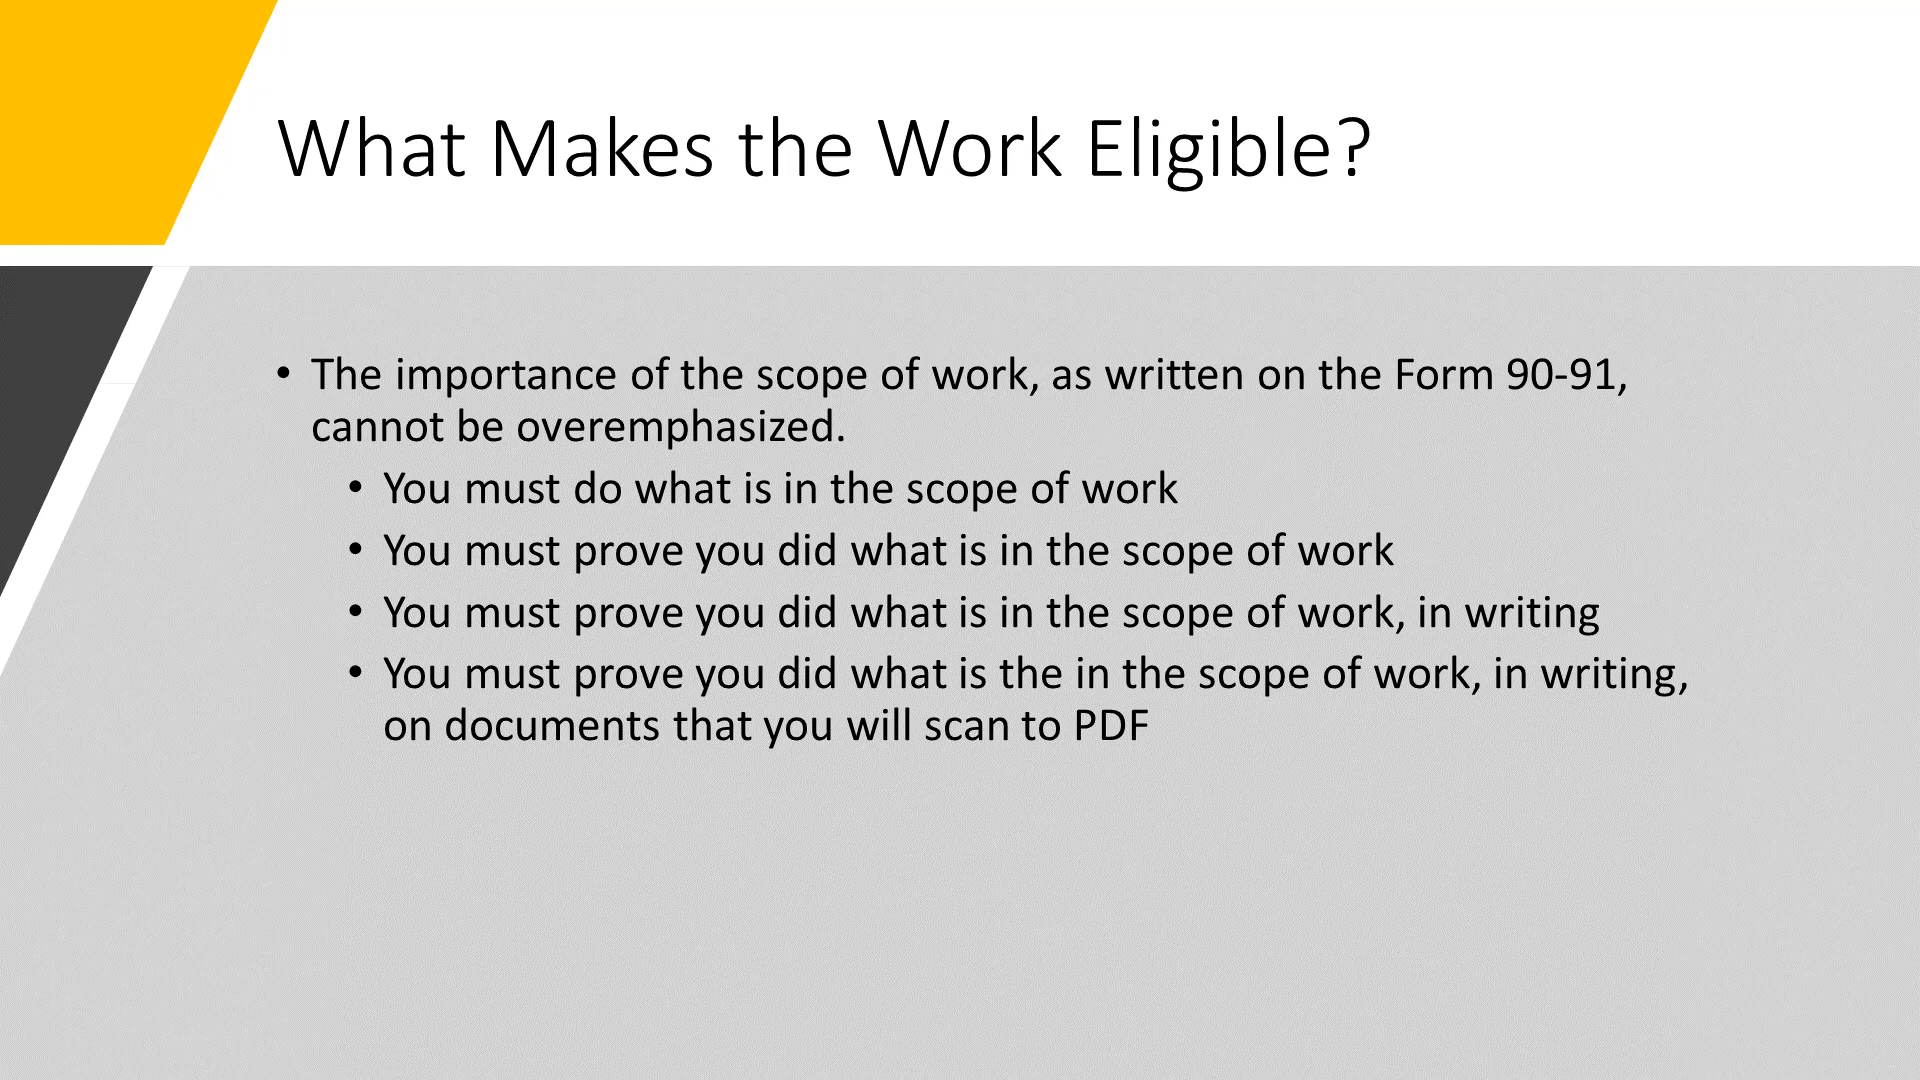 What Makes the Work Eligible?
• The importance of the scope of work, as written on the Form 90-91,
cannot be overemphasized.
• You must do what is in the scope of work
• You must prove you did what is in the scope of work
• You must prove you did what is in the scope of work, in writing
• You must prove you did what is the in the scope of work, in writing,
on documents that you will scan to PDF